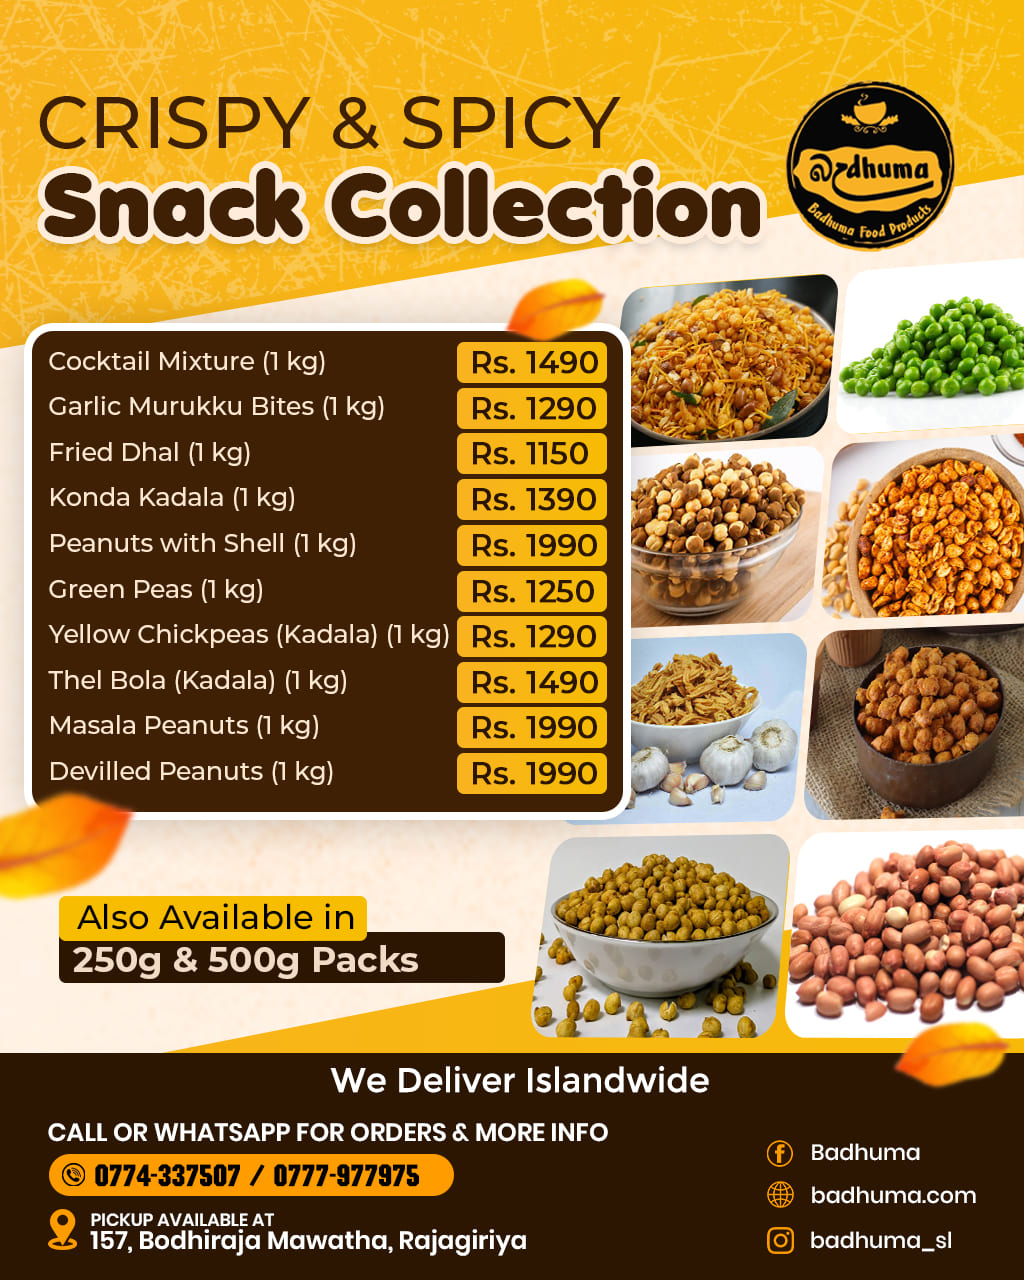 CRISPY & SPICY
Snack Collection
බැdhuma
Badhuma Food Products
Cocktail Mixture (1 kg) Rs. 1490
Garlic Murukku Bites (1 kg) Rs. 1290
Fried Dhal (1 kg) Rs. 1150
Konda Kadala (1 kg) Rs. 1390
Peanuts with Shell (1 kg) Rs. 1990
Green Peas (1 kg) Rs. 1250
Yellow Chickpeas (Kadala) (1 kg) Rs. 1290
Thel Bola (Kadala) (1 kg) Rs. 1490
Masala Peanuts (1 kg) Rs. 1990
Devilled Peanuts (1 kg) Rs. 1990
Also Available in
250g & 500g Packs
We Deliver Islandwide
CALL OR WHATSAPP FOR ORDERS & MORE INFO
0774-337507 / 0777-977975
PICKUP AVAILABLE AT
157, Bodhiraja Mawatha, Rajagiriya
Badhuma
badhuma.com
badhuma_sl